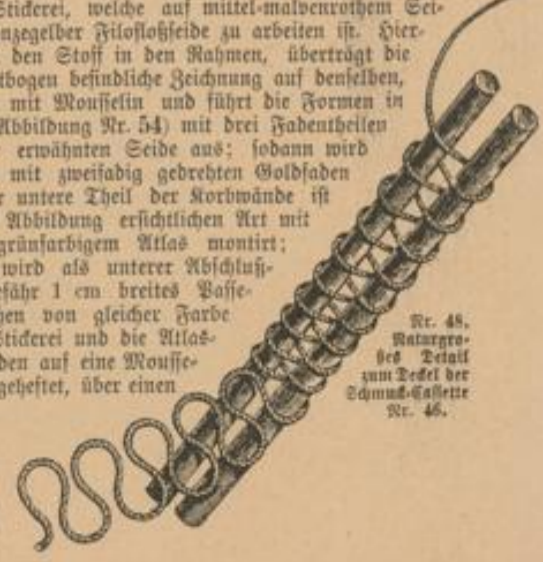 Stickerei, welche auf mittel-malvenrothem Sei-
nzegelber Filofloßseide zu arbeiten ist. Hier-
den Stoff in den Rahmen, überträgt die
tbogen befindliche Zeichnung auf denselben,
mit Mousselin und führt die Formen in
Abbildung Nr. 54) mit drei Fadentheilen
erwähnten Seide aus; sodann wird
mit zweifadig gedrehten Goldfaden
r untere Theil der Korbwände ist
Abbildung ersichtlichen Art mit
grünfarbigem Atlas montirt;
wird als unterer Abschluß-
efähr 1 cm breites Passe-
hen von gleicher Farbe
Stickerei und die Atlas-
den auf eine Mousse-
geheftet, über einen
Nr. 48.
Naturgro-
ßes Detail
zum Deckel der
Schmuck-Cassette
Nr. 46.